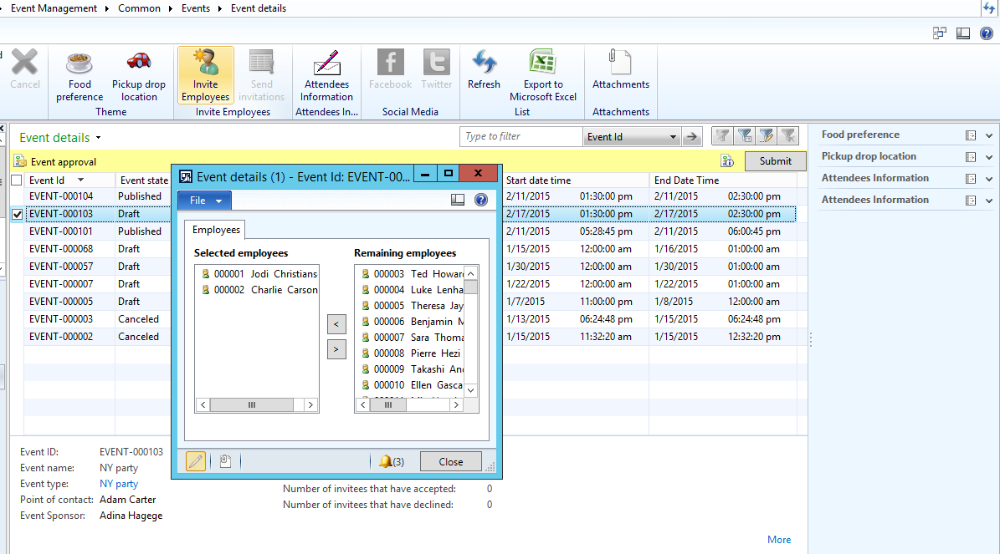 Event Management ▸ Common ▸ Events ▸ Event details
Cancel
Food preference
Pickup drop location
Theme
Invite Employees
Send invitations
Invite Employees
Attendees Information
Attendees In...
Facebook
Twitter
Social Media
Refresh
Export to Microsoft Excel
List
Attachments
Attachments
Event details
Type to filter
Event Id
Event approval
Submit
Event Id Event state Start date time End Date Time
EVENT-000104 Published 2/11/2015 01:30:00 pm 2/11/2015 02:30:00 pm
EVENT-000103 Draft 2/17/2015 01:30:00 pm 2/17/2015 02:30:00 pm
EVENT-000101 Published 2/11/2015 05:28:45 pm 2/11/2015 06:00:45 pm
EVENT-000068 Draft 1/15/2015 12:00:00 am 1/16/2015 01:00:00 am
EVENT-000057 Draft 1/30/2015 12:00:00 am 1/30/2015 01:00:00 am
EVENT-000007 Draft 1/22/2015 12:00:00 am 1/22/2015 01:00:00 am
EVENT-000005 Draft 1/7/2015 11:00:00 pm 1/8/2015 12:00:00 am
EVENT-000003 Canceled 1/13/2015 06:24:48 pm 1/15/2015 06:24:48 pm
EVENT-000002 Canceled 1/15/2015 11:32:20 am 1/15/2015 12:32:20 pm
Event details (1) - Event Id: EVENT-00...
File
Employees
Selected employees
000001 Jodi Christians
000002 Charlie Carson
<
>
Remaining employees
000003 Ted Howar
000004 Luke Lenha
000005 Theresa Jay
000006 Benjamin M
000007 Sara Thoma
000008 Pierre Hezi
000009 Takashi An
000010 Ellen Gasca
(3)
Close
Event ID: EVENT-000103
Event name: NY party
Event type: NY party
Point of contact: Adam Carter
Event Sponsor: Adina Hagege
Number of invitees that have accepted: 0
Number of invitees that have declined: 0
More
Food preference
Pickup drop location
Attendees Information
Attendees Information